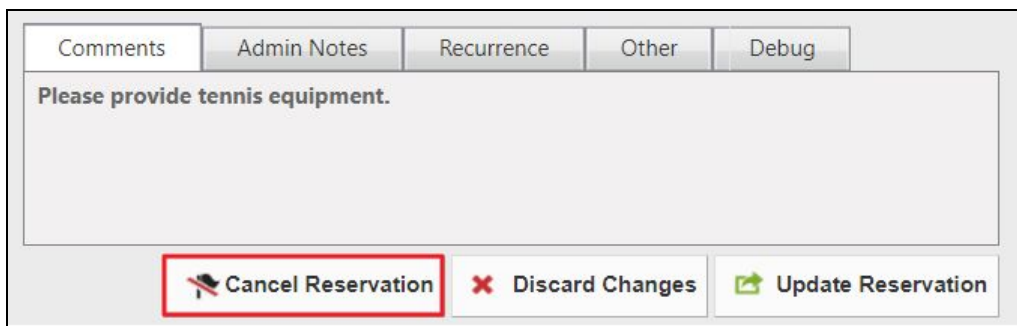 Comments Admin Notes Recurrence Other Debug
Please provide tennis equipment.
Cancel Reservation Discard Changes Update Reservation